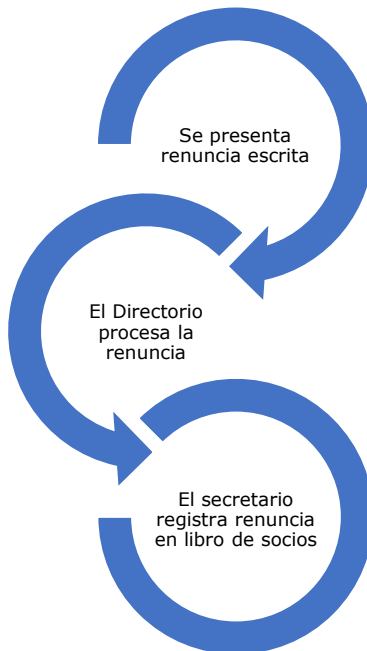 Se presenta
renuncia escrita
El Directorio
procesa la
renuncia
El secretario
registra renuncia
en libro de socios